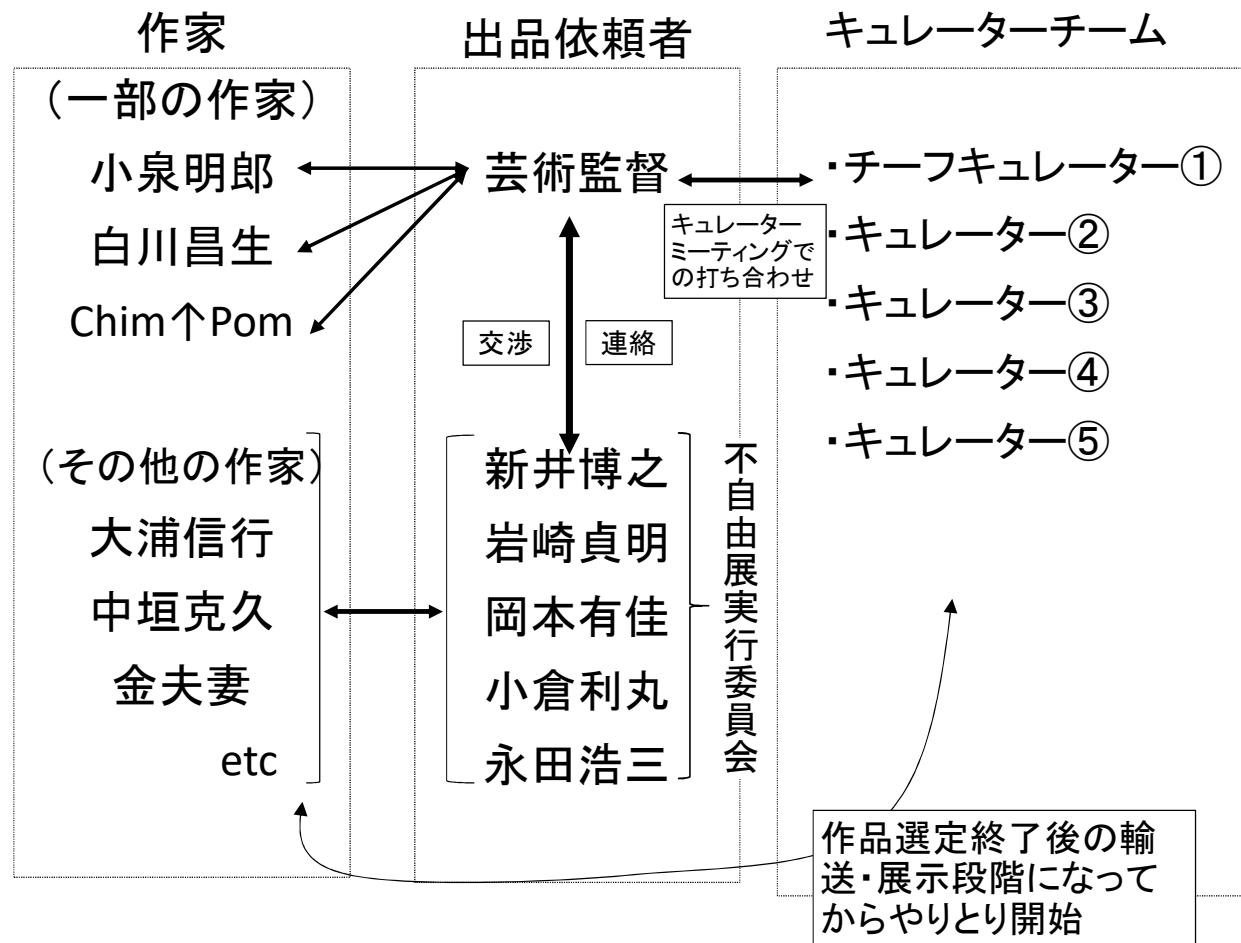 作家
(一部の作家)
小泉明郎
白川昌生
Chim↑Pom
(その他の作家)
大浦信行
中垣克久
金夫妻
etc
出品依頼者
芸術監督
交渉
連絡
新井博之
岩崎貞明
岡本有佳
小倉利丸
永田浩三
不自由展実行委員会
キュレーターチーム
・チーフキュレーター①
・キュレーター②
・キュレーター③
・キュレーター④
・キュレーター⑤
キュレーター
ミーティングで
の打ち合わせ
作品選定終了後の輸
送・展示段階になって
からやりとり開始